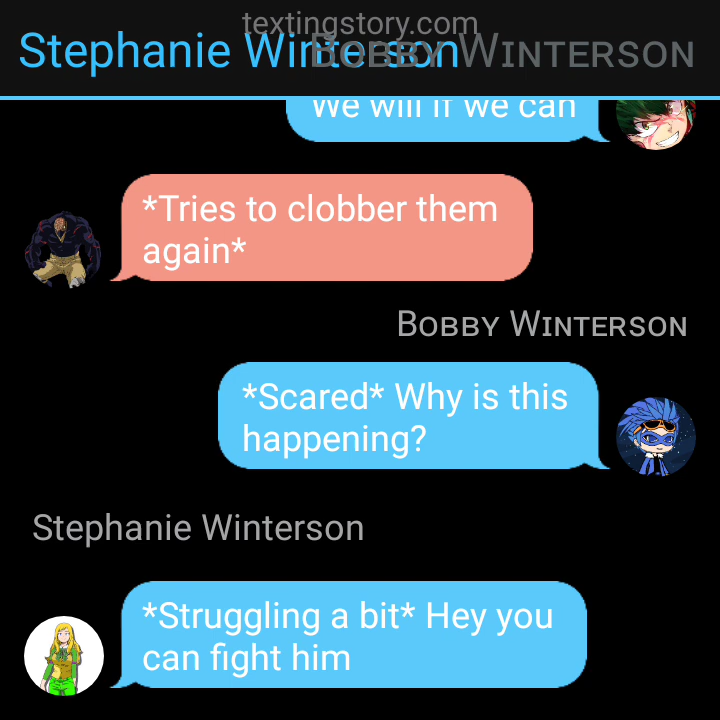 textingstory.com
Stephanie Winterson
Bobby Winterson
We will if we can
*Tries to clobber them
again*
Bobby Winterson
*Scared* Why is this
happening?
Stephanie Winterson
*Struggling a bit* Hey you
can fight him